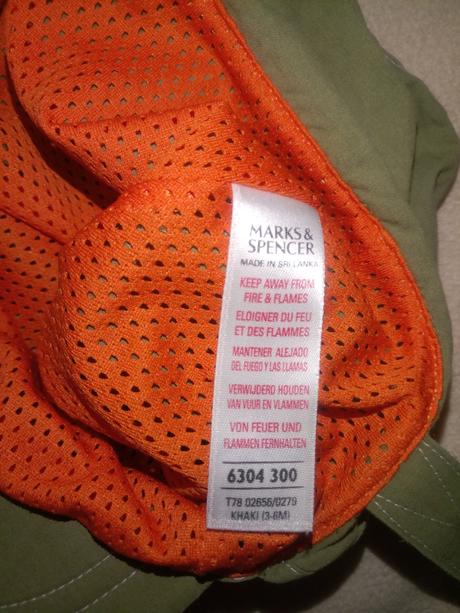 MARKS &
SPENCER
MADE IN SRI LANKA
KEEP AWAY FROM
FIRE & FLAMES
ELOIGNER DU FEU
ET DES FLAMMES
MANTENER ALEJADO
DEL FUEGO Y LAS LLAMAS
VERWIJDERD HOUDEN
VAN VUUR EN VLAMMEN
VON FEUER UND
FLAMMEN FERNHALTEN
6304 300
T78 02656/0279
KHAKI (3-6M)